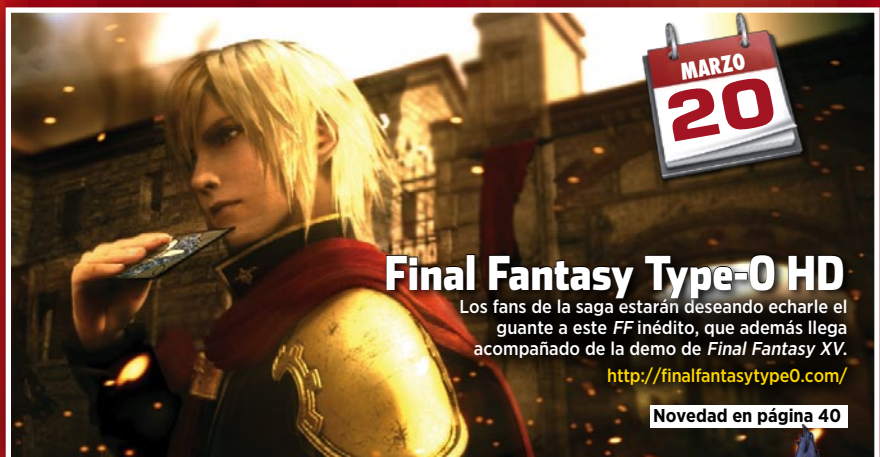 MARZO
20
Final Fantasy Type-0 HD
Los fans de la saga estarán deseando echarle el
guante a este FF inédito, que además llega
acompañado de la demo de Final Fantasy XV.
http://finalfantasytype0.com/
Novedad en página 40